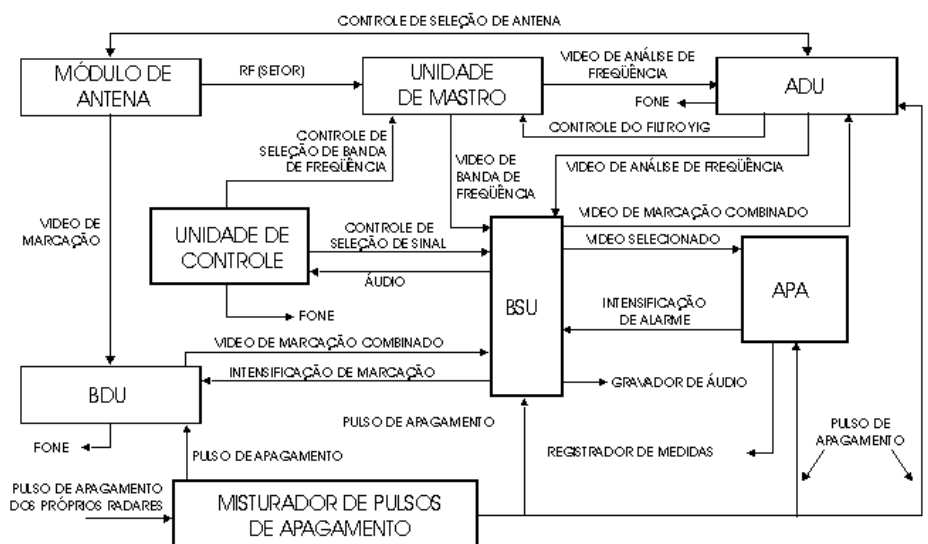 CONTROLE DE SELEÇÃO DE ANTENA
MÓDULO DE
ANTENA
RF (SETOR)
UNIDADE
DE MASTRO
VIDEO DE ANÁLISE DE
FREQÜÊNCIA
ADU
FONE
CONTROLE DO FILTRO YIG
CONTROLE DE
SELEÇÃO DE BANDA
DE FREQÜÊNCIA
VIDEO DE
BANDA DE
FREQÜÊNCIA
VIDEO DE ANÁLISE DE FREQÜÊNCIA
VIDEO DE
MARCAÇÃO
UNIDADE DE
CONTROLE
CONTROLE DE
SELEÇÃO DE SINAL
ÁUDIO
FONE
BSU
VIDEO DE MARCAÇÃO COMBINADO
VIDEO SELECIONADO
APA
INTENSIFICAÇÃO
DE ALARME
VIDEO DE MARCAÇÃO COMBINADO
INTENSIFICAÇÃO DE MARCAÇÃO
BDU
GRAVADOR DE ÁUDIO
FONE
PULSO DE APAGAMENTO
PULSO DE APAGAMENTO
REGISTRADOR DE MEDIDAS
PULSO DE
APAGAMENTO
PULSO DE APAGAMENTO
DOS PRÓPRIOS RADARES
MISTURADOR DE PULSOS
DE APAGAMENTO